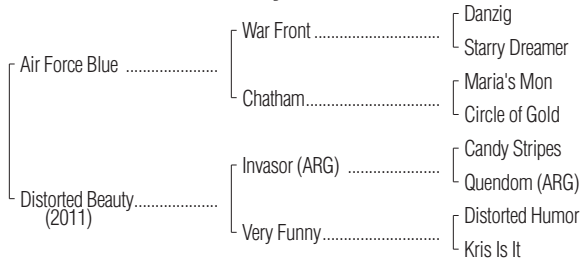 Danzig
War Front
Starry Dreamer
Air Force Blue
Maria's Mon
Chatham
Circle of Gold
Candy Stripes
Invasor (ARG)
Quendom (ARG)
Distorted Beauty
(2011)
Distorted Humor
Very Funny
Kris Is It